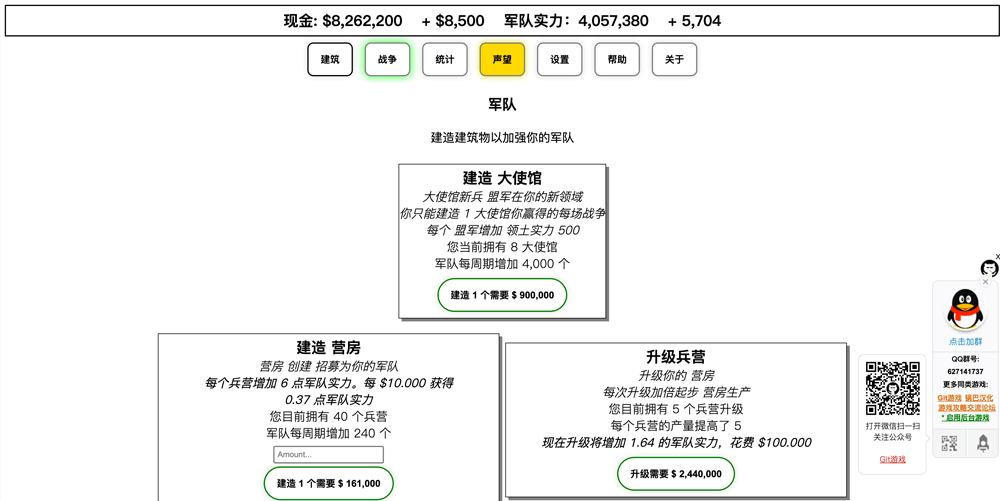 现金: $8,262,200 + $8,500 军队实力: 4,057,380 + 5,704
建筑 战争 统计 声望 设置 帮助 关于
军队
建造建筑物以加强你的军队
建造 大使馆
大使馆新兵 盟军在你的新领域
你只能建造 1 大使馆你赢得的每场战争
每个 盟军增加 领土实力 500
您当前拥有 8 大使馆
军队每周期增加 4,000 个
建造 1 个需要 $ 900,000
建造 营房
营房 创建 招募为你的军队
每个兵营增加 6 点军队实力。每 $10.000 获得
0.37 点军队实力
您目前拥有 40 个兵营
军队每周期增加 240 个
Amount...
建造 1 个需要 $ 161,000
升级兵营
升级你的 营房
每次升级加倍起步 营房生产
您目前拥有 5 个兵营升级
每个兵营的产量提高了 5
现在升级将增加 1.64 的军队实力，花费 $100.000
升级需要 $ 2,440,000
打开微信扫一扫
关注公众号
Git游戏
x
×
点击加群
QQ群号:
627141737
更多同类游戏:
Git游戏 锅巴汉化
游戏攻略交流论坛
* 启用后台游戏